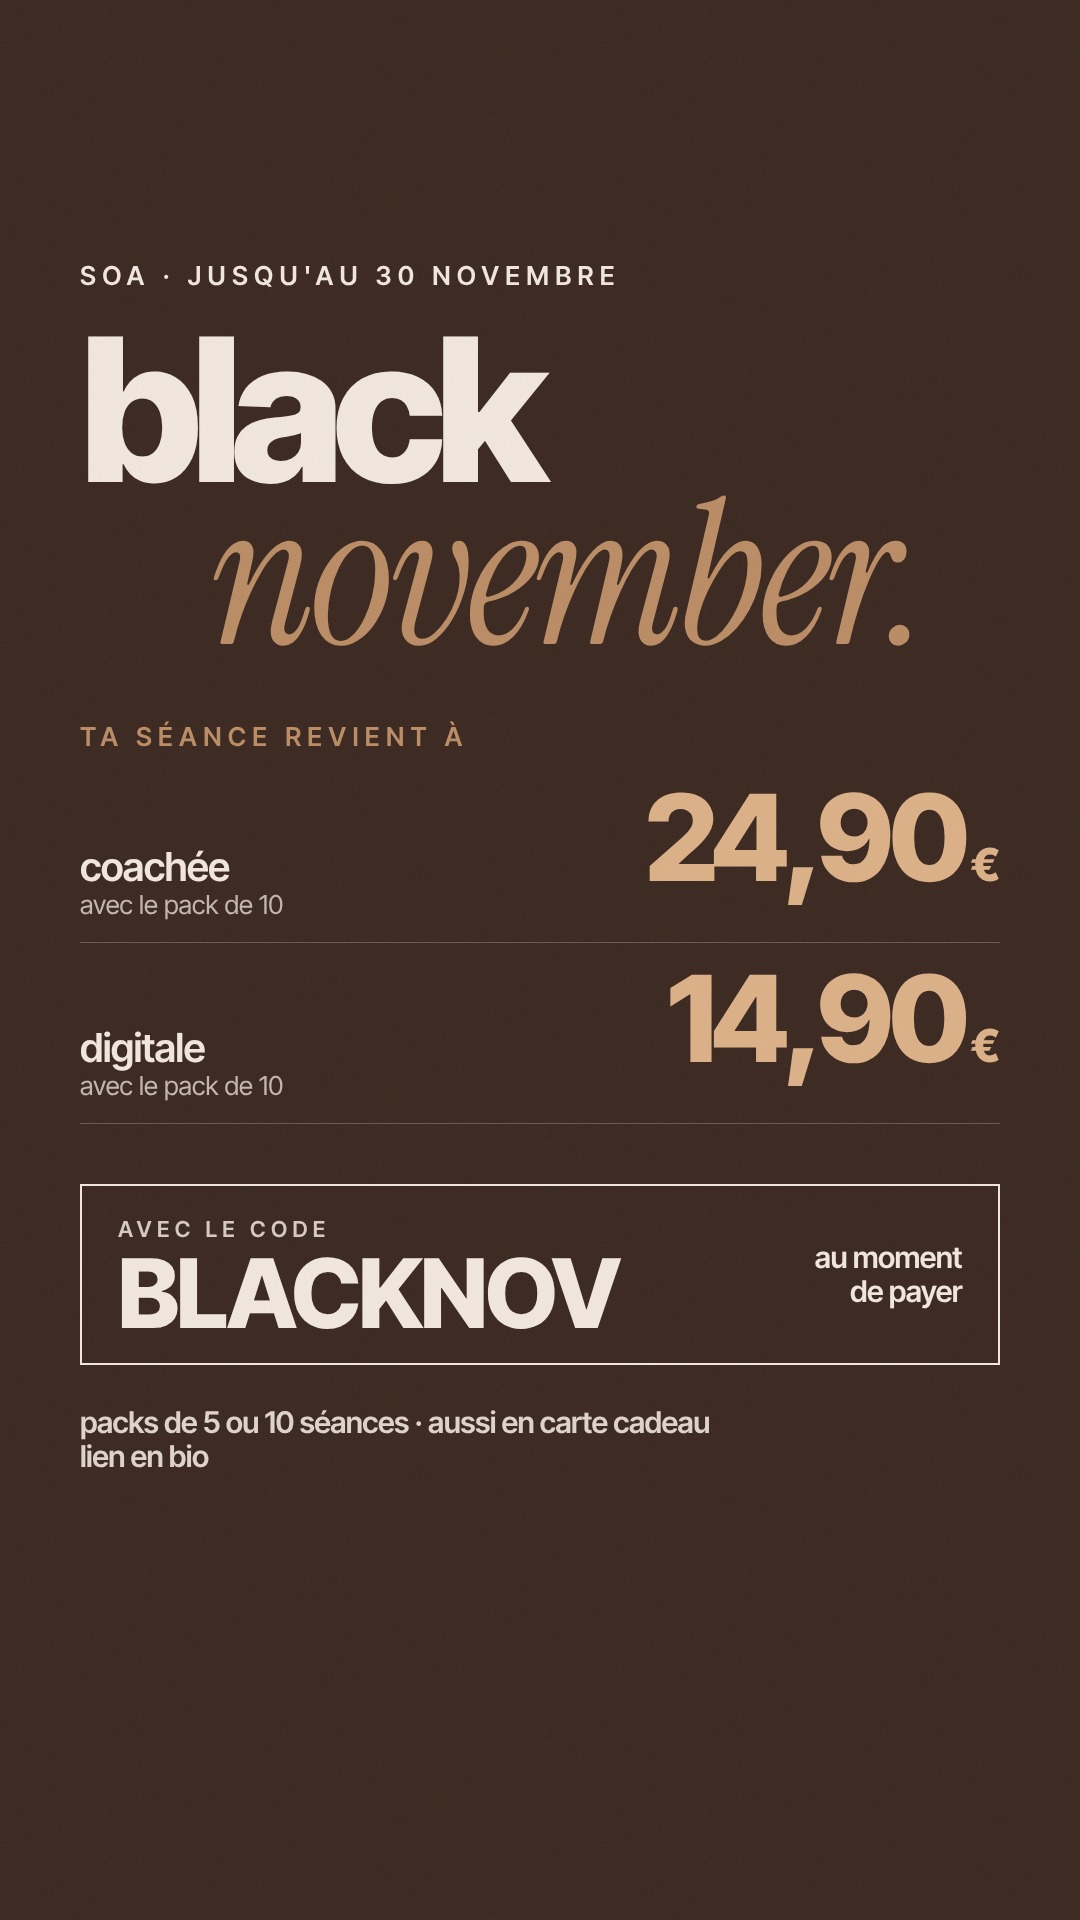 SOA · JUSQU'AU 30 NOVEMBRE
black
november.
TA SÉANCE REVIENT À
coachée
avec le pack de 10
24,90€
digitale
avec le pack de 10
14,90€
AVEC LE CODE
BLACKNOV
au moment
de payer
packs de 5 ou 10 séances · aussi en carte cadeau
lien en bio